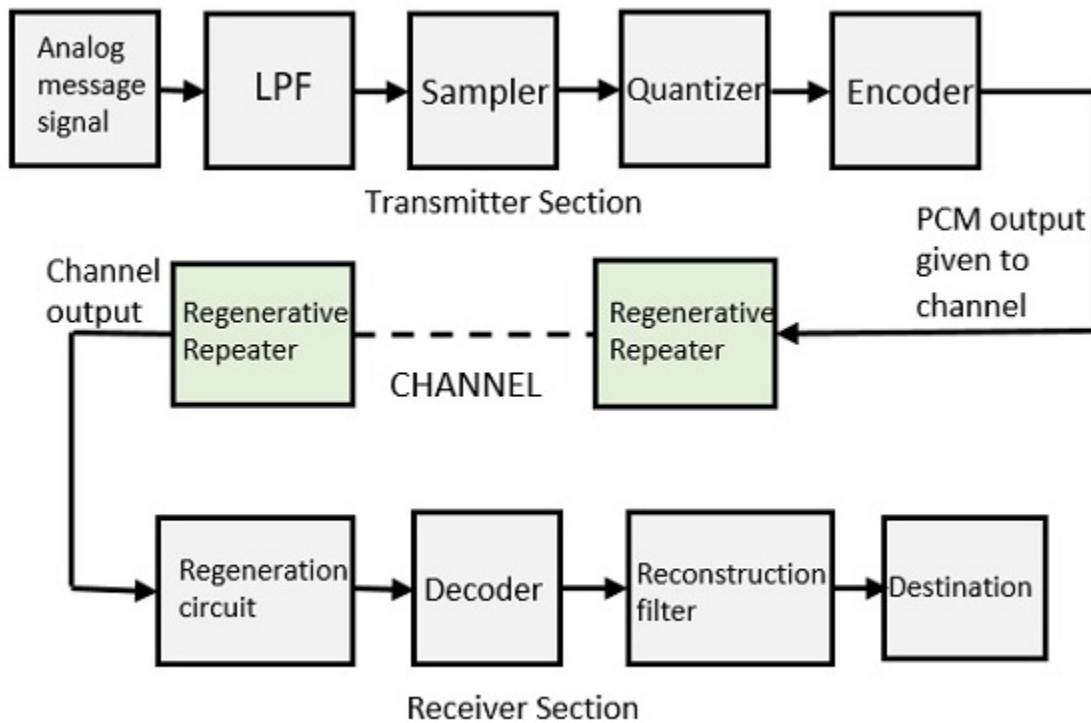 Analog
message
signal
LPF
Sampler
Quantizer
Encoder
Transmitter Section
PCM output
given to
channel
Channel
output
Regenerative
Repeater
CHANNEL
Regenerative
Repeater
Regeneration
circuit
Decoder
Reconstruction
filter
Destination
Receiver Section